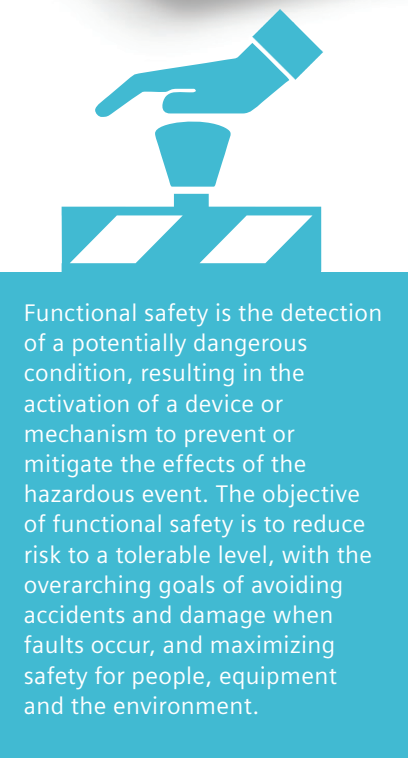 Functional safety is the detection
of a potentially dangerous
condition, resulting in the
activation of a device or
mechanism to prevent or
mitigate the effects of the
hazardous event. The objective
of functional safety is to reduce
risk to a tolerable level, with the
overarching goals of avoiding
accidents and damage when
faults occur, and maximizing
safety for people, equipment
and the environment.